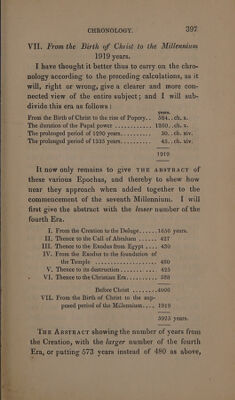 CHRONOLOGY. 397
VII. From the Birth of Christ to the Millennium
1919 years.
I have thought it better thus to carry on the chro-
nology according to the preceding calculations, as it
will, right or wrong, give a clearer and more con-
nected view of the entire subject; and I will sub-
divide this era as follows:
years.
From the Birth of Christ to the rise of Popery.. 584..ch. x.
The duration of the Papal power ............ 1260..ch. x.
The prolonged period of 1290 years.......... 30..ch. xiv.
The prolonged period of 1335 years.......... 45..ch. xiv.
1919
It now only remains to give THE ABSTRACT of
these various Epochas, and thereby to shew how
near they approach when added together to the
commencement of the seventh Millennium. I will
first give the abstract with the lesser number of the
fourth Era.
I. From the Creation to the Deluge......1656 years.
II. Thence to the Call of Abraham ...... 427
III. Thence to the Exodus from Egypt .... 430
IV. From the Exodus to the foundation of
the Temple .................... 480
V. Thence to its destruction............ 425
VI. Thence to the Christian Era.......... 588
Before Christ ........4006
VII. From the Birth of Christ to the sup-
posed period of the Millennium.... 1919
5925 years.
THE ABSTRACT showing the number of years from
the Creation, with the larger number of the fourth
Era, or putting 573 years instead of 480 as above,